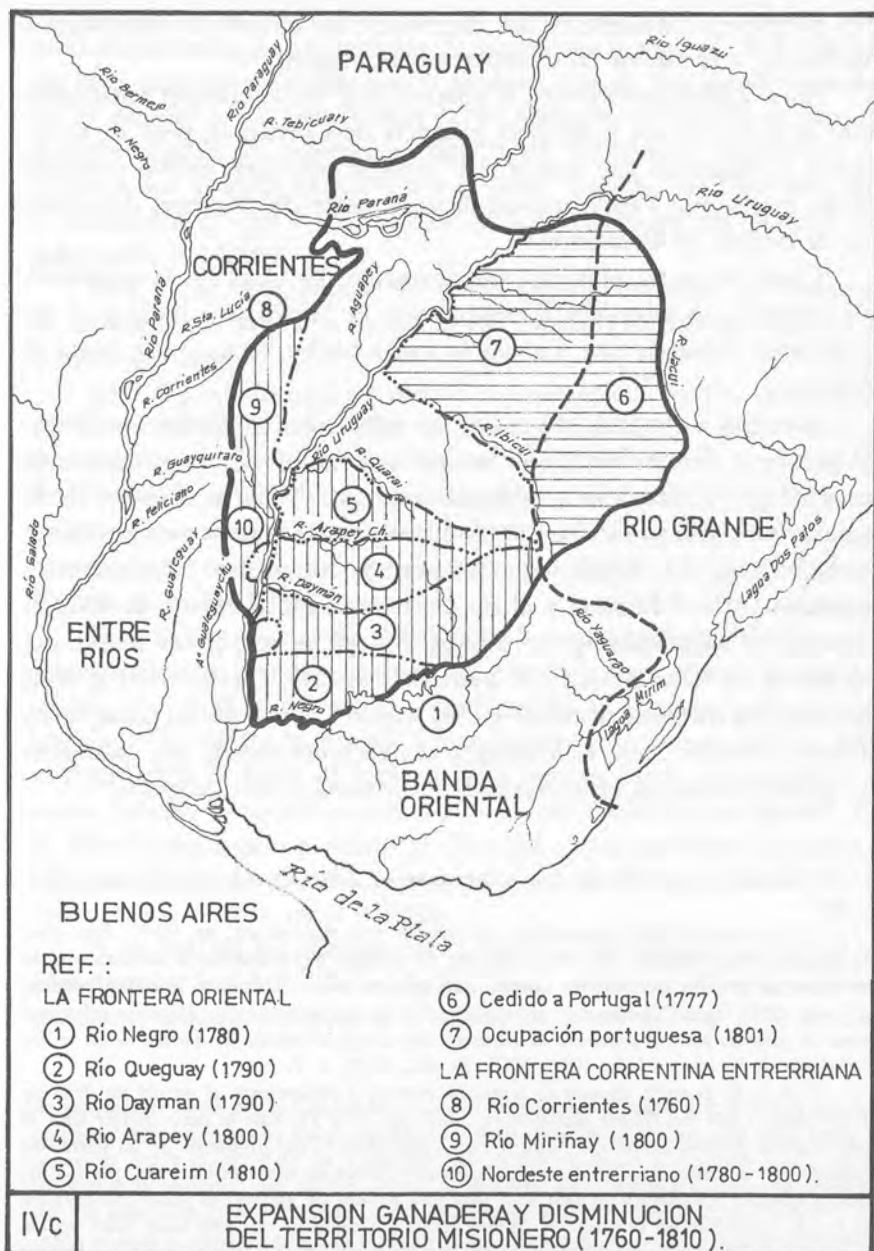 PARAGUAY
Río Iguazú
Río Bermejo
Río Paraguay
R. Negro
R. Tebicuary
Río Paraná
Río Uruguay
CORRIENTES
R. Aguapey
Río Paraná
R. Sta. Lucía
8
7
R. Jacuí
6
R. Corrientes
9
Río Uruguay
R. Ibicuí
R. Guayquiraro
R. Quarai
5
R. Feliciano
10
R. Arapey Ch.
RIO GRANDE
Lagoa Dos Patos
Río Salado
R. Gualeguay
4
R. Dayman
Aº Gualeguaychú
ENTRE
RIOS
3
Río Yaguarón
2
R. Negro
1
Lagoa Mirim
BANDA
ORIENTAL
Río
de la Plata
BUENOS AIRES
REF.:
LA FRONTERA ORIENTAL
1 Río Negro (1780)
2 Río Queguay (1790)
3 Río Dayman (1790)
4 Río Arapey (1800)
5 Río Cuareim (1810)
6 Cedido a Portugal (1777)
7 Ocupación portuguesa (1801)
LA FRONTERA CORRENTINA ENTRERRIANA
8 Río Corrientes (1760)
9 Río Miriñay (1800)
10 Nordeste entrerriano (1780-1800).
IVc
EXPANSION GANADERA Y DISMINUCION
DEL TERRITORIO MISIONERO (1760-1810).